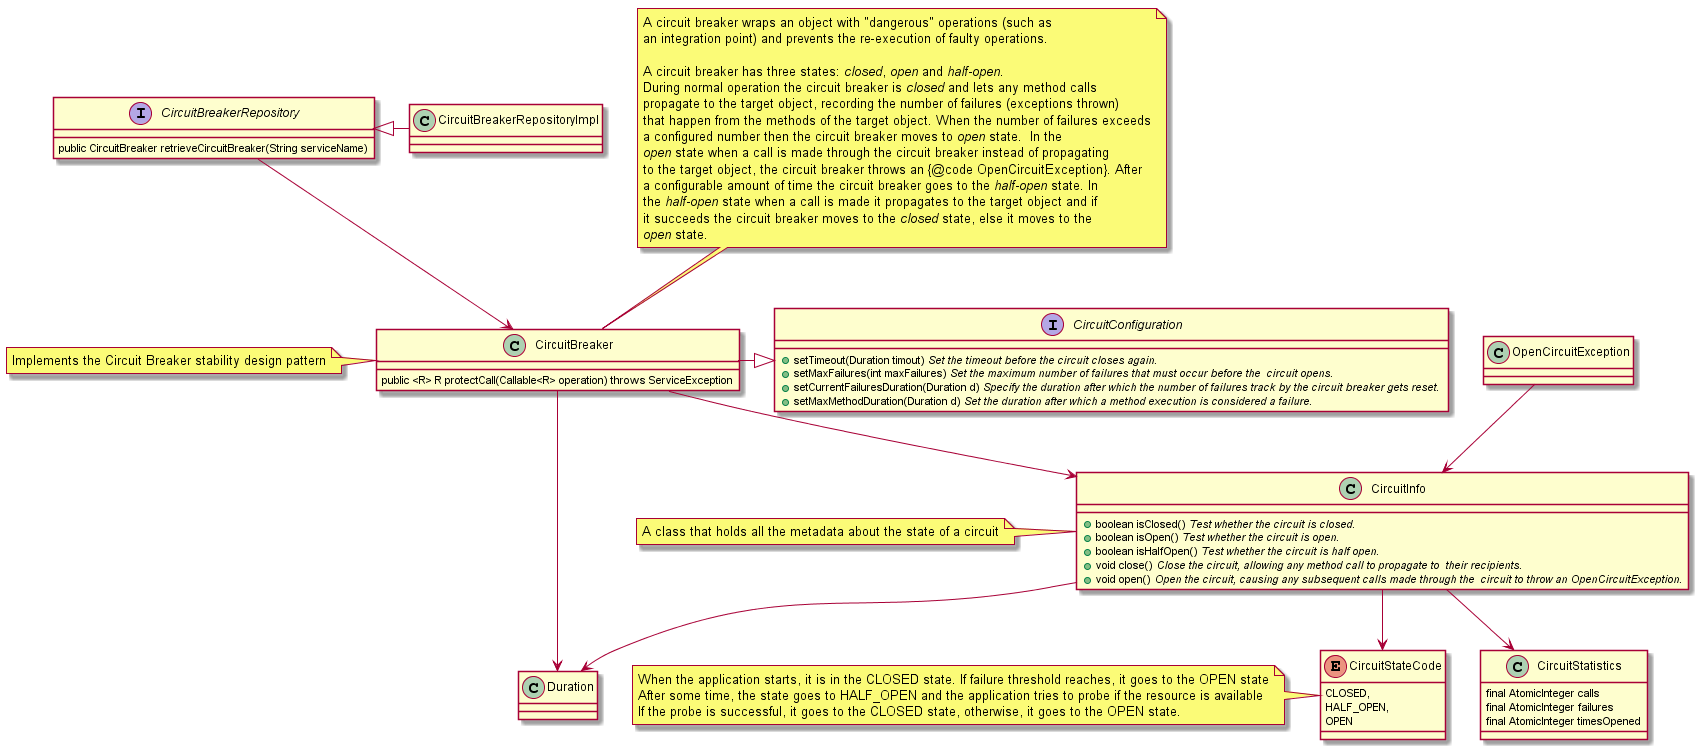 A circuit breaker wraps an object with "dangerous" operations (such as
an integration point) and prevents the re-execution of faulty operations.
A circuit breaker has three states: closed, open and half-open.
During normal operation the circuit breaker is closed and lets any method calls
propagate to the target object, recording the number of failures (exceptions thrown)
that happen from the methods of the target object. When the number of failures exceeds
a configured number then the circuit breaker moves to open state.  In the
open state when a call is made through the circuit breaker instead of propagating
to the target object, the circuit breaker throws an {@code OpenCircuitException}. After
a configurable amount of time the circuit breaker goes to the half-open state. In
the half-open state when a call is made it propagates to the target object and if
it succeeds the circuit breaker moves to the closed state, else it moves to the
open state.
I CircuitBreakerRepository
public CircuitBreaker retrieveCircuitBreaker(String serviceName)
C CircuitBreakerRepositoryImpl
Implements the Circuit Breaker stability design pattern
C CircuitBreaker
public <R> R protectCall(Callable<R> operation) throws ServiceException
I CircuitConfiguration
setTimeout(Duration timout) Set the timeout before the circuit closes again.
setMaxFailures(int maxFailures) Set the maximum number of failures that must occur before the  circuit opens.
setCurrentFailuresDuration(Duration d) Specify the duration after which the number of failures track by the circuit breaker gets reset.
setMaxMethodDuration(Duration d) Set the duration after which a method execution is considered a failure.
C OpenCircuitException
A class that holds all the metadata about the state of a circuit
C CircuitInfo
boolean isClosed() Test whether the circuit is closed.
boolean isOpen() Test whether the circuit is open.
boolean isHalfOpen() Test whether the circuit is half open.
void close() Close the circuit, allowing any method call to propagate to  their recipients.
void open() Open the circuit, causing any subsequent calls made through the  circuit to throw an OpenCircuitException.
C Duration
When the application starts, it is in the CLOSED state. If failure threshold reaches, it goes to the OPEN state
After some time, the state goes to HALF_OPEN and the application tries to probe if the resource is available
If the probe is successful, it goes to the CLOSED state, otherwise, it goes to the OPEN state.
E CircuitStateCode
CLOSED,
HALF_OPEN,
OPEN
C CircuitStatistics
final AtomicInteger calls
final AtomicInteger failures
final AtomicInteger timesOpened